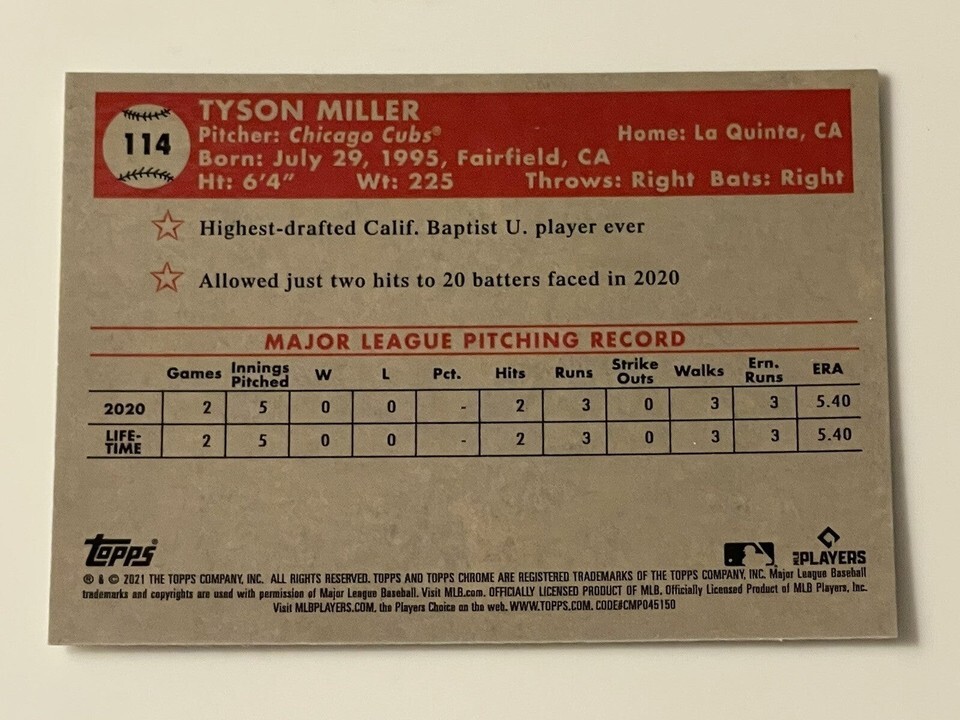 114
TYSON MILLER
Pitcher: Chicago Cubs® Home: La Quinta, CA
Born: July 29, 1995, Fairfield, CA
Ht: 6'4" Wt: 225 Throws: Right Bats: Right
Highest-drafted Calif. Baptist U. player ever
Allowed just two hits to 20 batters faced in 2020
MAJOR LEAGUE PITCHING RECORD
Games Innings Pitched W L Pct. Hits Runs Strike Outs Walks Ern. Runs ERA
2020 2 5 0 0 - 2 3 0 3 3 5.40
LIFE-TIME 2 5 0 0 - 2 3 0 3 3 5.40
Topps®
MLB PLAYERS
® & © 2021 THE TOPPS COMPANY, INC. ALL RIGHTS RESERVED. TOPPS AND TOPPS CHROME ARE REGISTERED TRADEMARKS OF THE TOPPS COMPANY, INC. Major League Baseball
trademarks and copyrights are used with permission of Major League Baseball. Visit MLB.com. OFFICIALLY LICENSED PRODUCT OF MLB. Officially Licensed Product of MLB Players, Inc.
Visit MLBPLAYERS.COM, the Players Choice on the web. WWW.TOPPS.COM. CODE#CMP045150